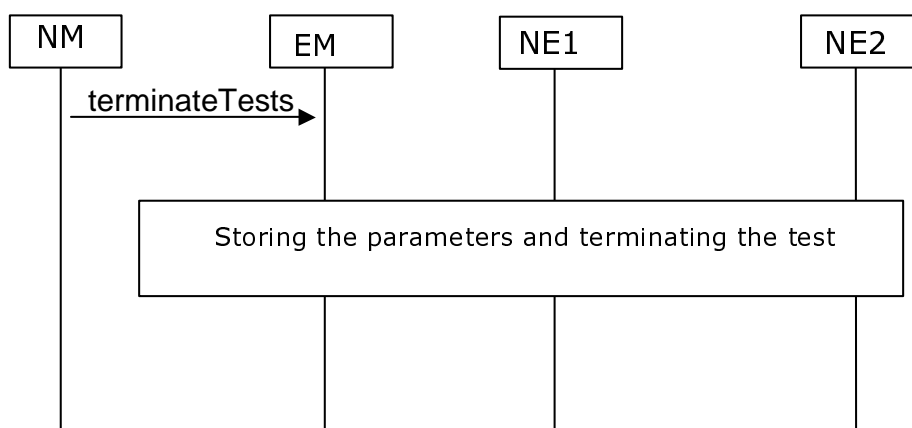 NM
EM
NE1
NE2
terminateTests
Storing the parameters and terminating the test